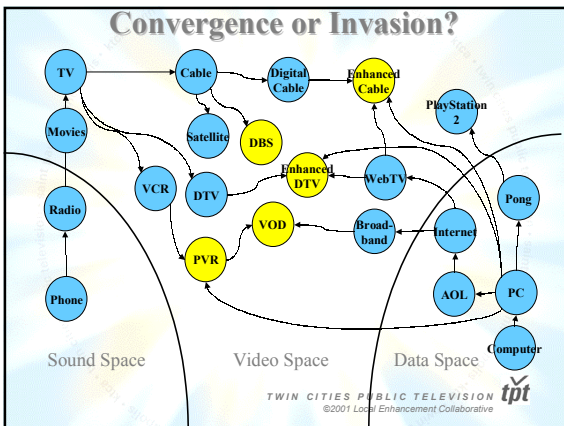 Convergence or Invasion?
TV
Cable
Digital
Cable
Enhanced
Cable
PlayStation
2
Movies
Satellite
DBS
VCR
DTV
Enhanced
DTV
WebTV
Pong
Radio
VOD
Broad-
band
Internet
PVR
Phone
AOL
PC
Computer
Sound Space
Video Space
Data Space
TWIN CITIES PUBLIC TELEVISION
tpt
©2001 Local Enhancement Collaborative